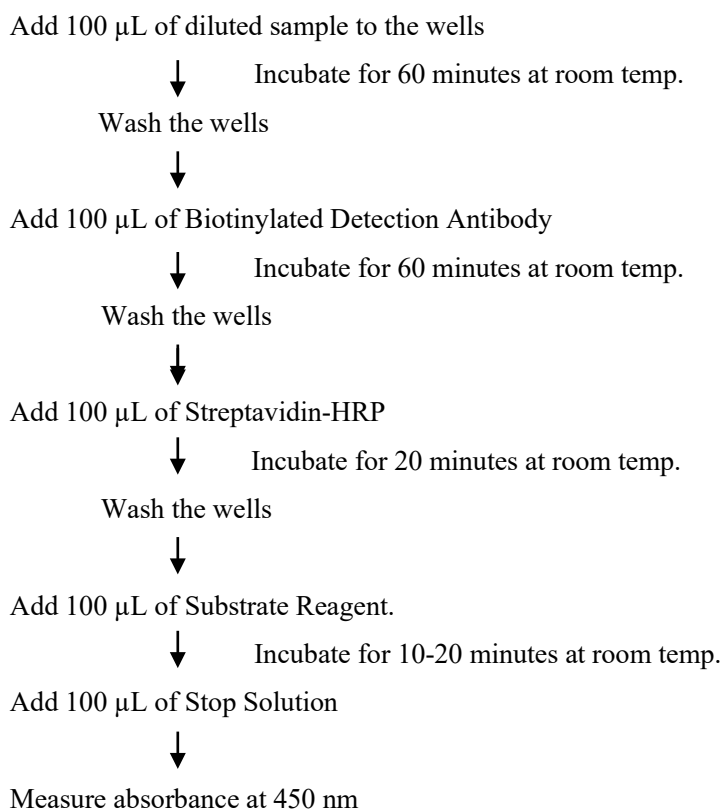 Add 100 µL of diluted sample to the wells
Incubate for 60 minutes at room temp.
Wash the wells
Add 100 µL of Biotinylated Detection Antibody
Incubate for 60 minutes at room temp.
Wash the wells
Add 100 µL of Streptavidin-HRP
Incubate for 20 minutes at room temp.
Wash the wells
Add 100 µL of Substrate Reagent.
Incubate for 10-20 minutes at room temp.
Add 100 µL of Stop Solution
Measure absorbance at 450 nm